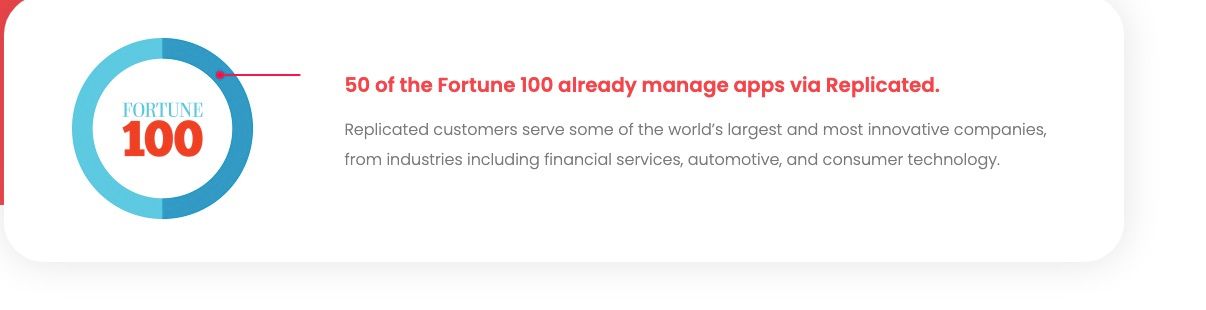 FORTUNE
100
50 of the Fortune 100 already manage apps via Replicated.
Replicated customers serve some of the world’s largest and most innovative companies,
from industries including financial services, automotive, and consumer technology.